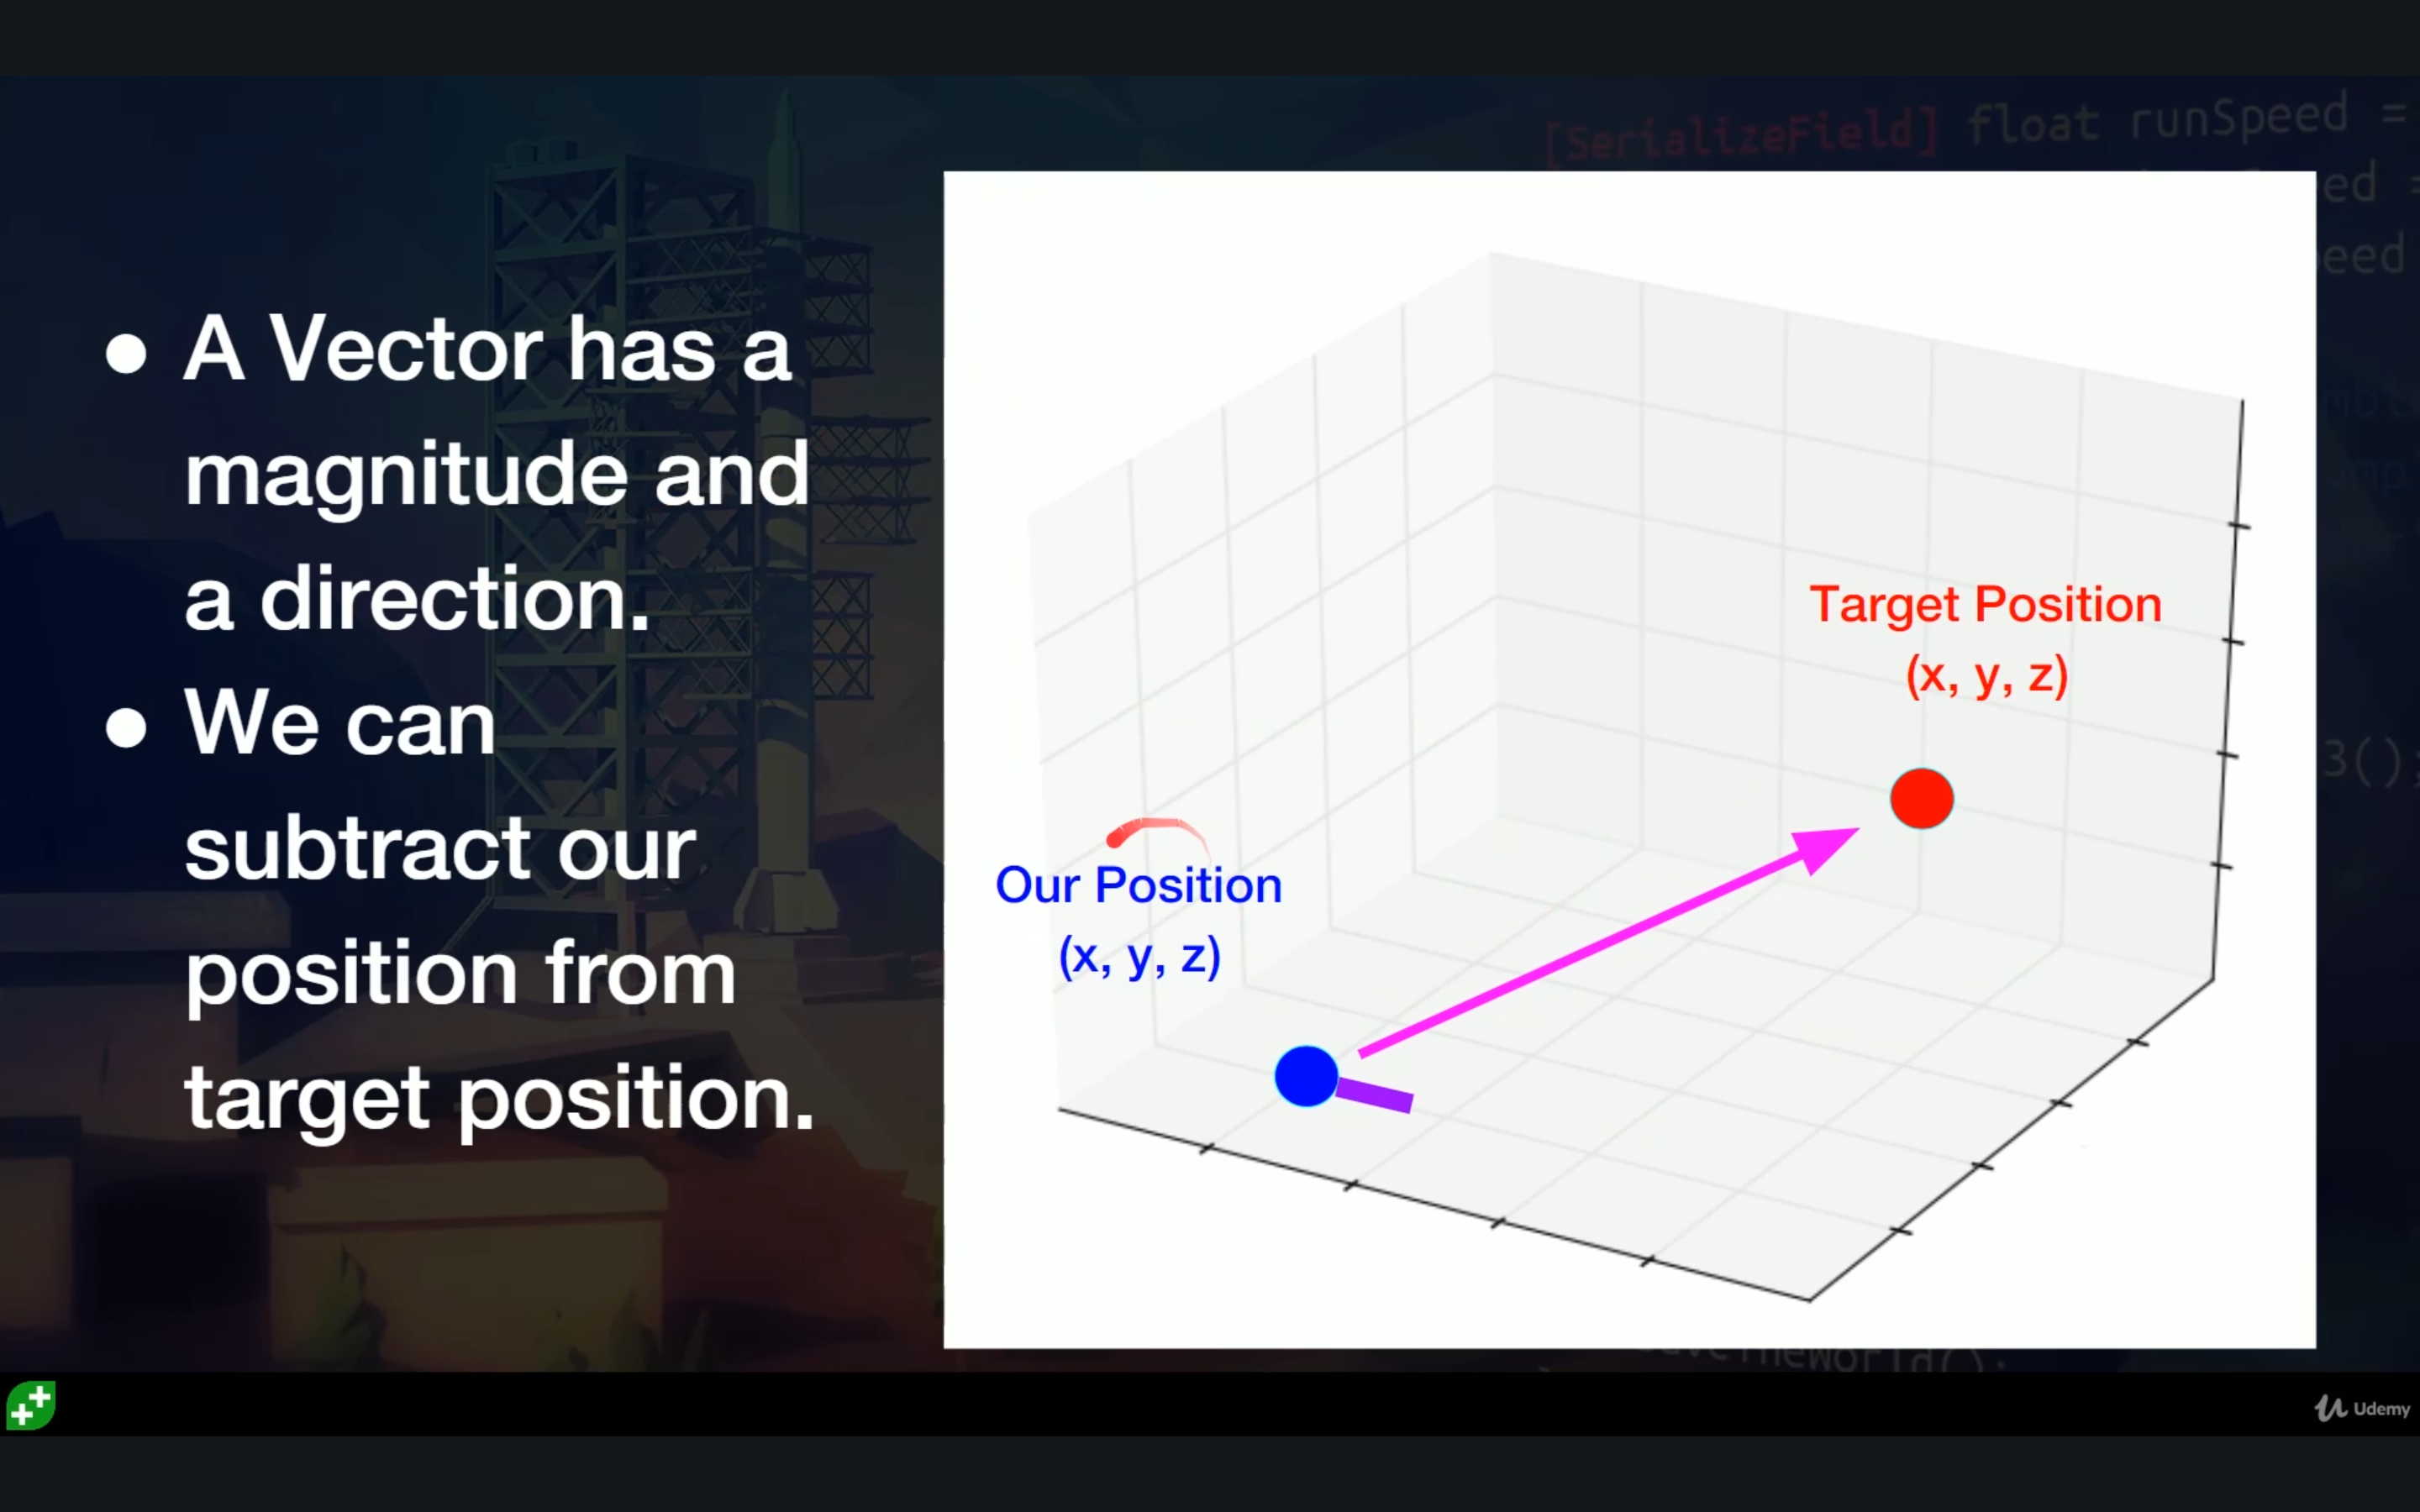 [SerializeField] float runSpeed =
● A Vector has a
magnitude and
a direction.
● We can
subtract our
position from
target position.
Target Position
(x, y, z)
Our Position
(x, y, z)
3();
Udemy